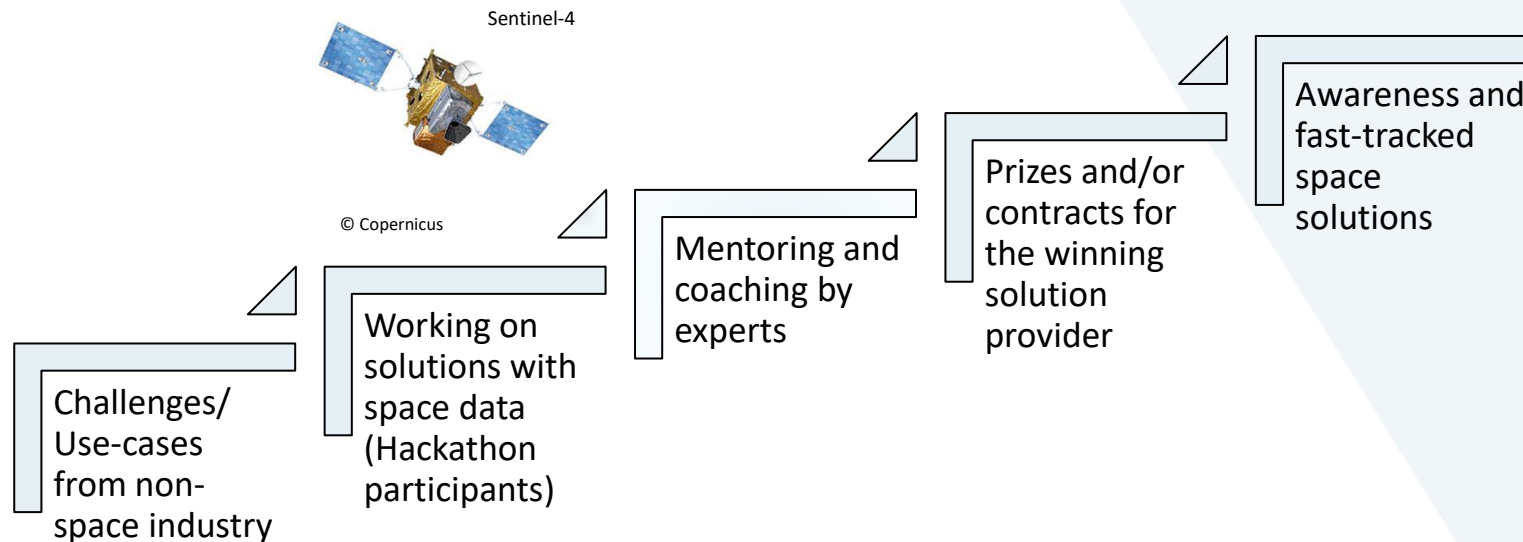 Sentinel-4
© Copernicus
Challenges/
Use-cases
from non-
space industry
Working on
solutions with
space data
(Hackathon
participants)
Mentoring and
coaching by
experts
Prizes and/or
contracts for
the winning
solution
provider
Awareness and
fast-tracked
space
solutions